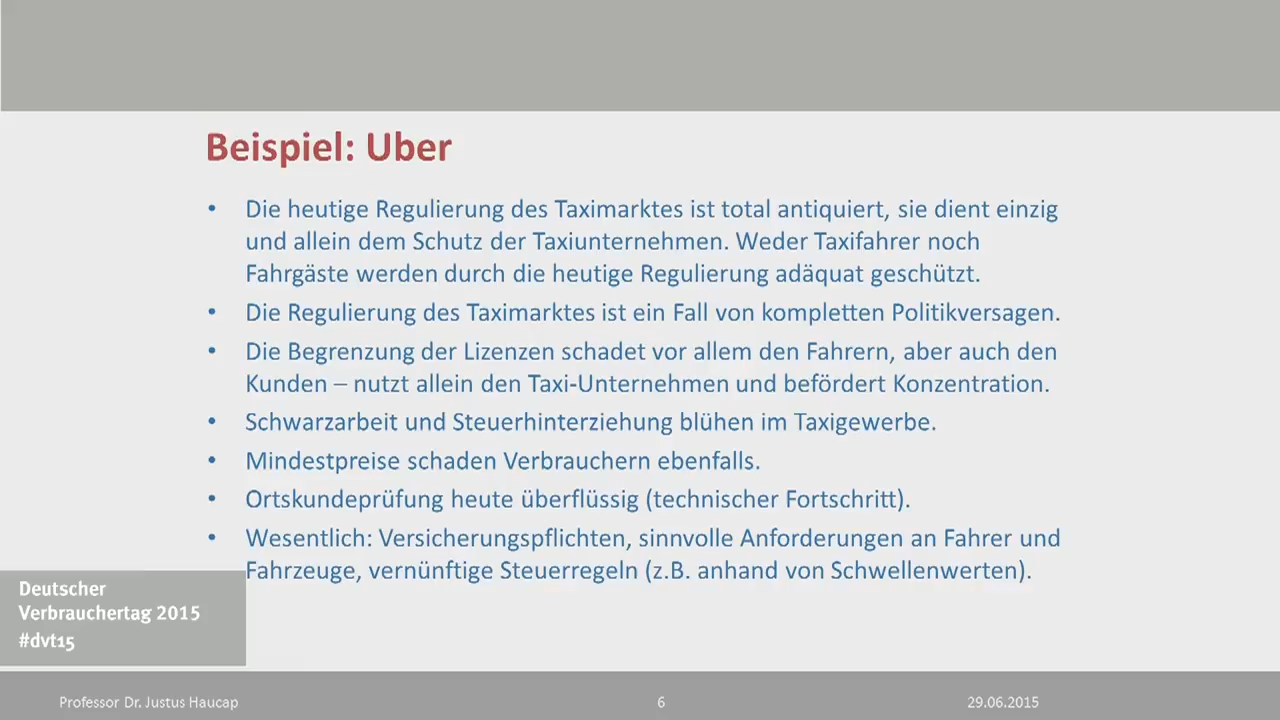 Beispiel: Uber
• Die heutige Regulierung des Taximarktes ist total antiquiert, sie dient einzig
und allein dem Schutz der Taxiunternehmen. Weder Taxifahrer noch
Fahrgäste werden durch die heutige Regulierung adäquat geschützt.
• Die Regulierung des Taximarktes ist ein Fall von kompletten Politikversagen.
• Die Begrenzung der Lizenzen schadet vor allem den Fahrern, aber auch den
Kunden – nutzt allein den Taxi-Unternehmen und befördert Konzentration.
• Schwarzarbeit und Steuerhinterziehung blühen im Taxigewerbe.
• Mindestpreise schaden Verbrauchern ebenfalls.
• Ortskundeprüfung heute überflüssig (technischer Fortschritt).
• Wesentlich: Versicherungspflichten, sinnvolle Anforderungen an Fahrer und
Fahrzeuge, vernünftige Steuerregeln (z.B. anhand von Schwellenwerten).
Deutscher
Verbrauchertag 2015
#dvt15
Professor Dr. Justus Haucap
6
29.06.2015